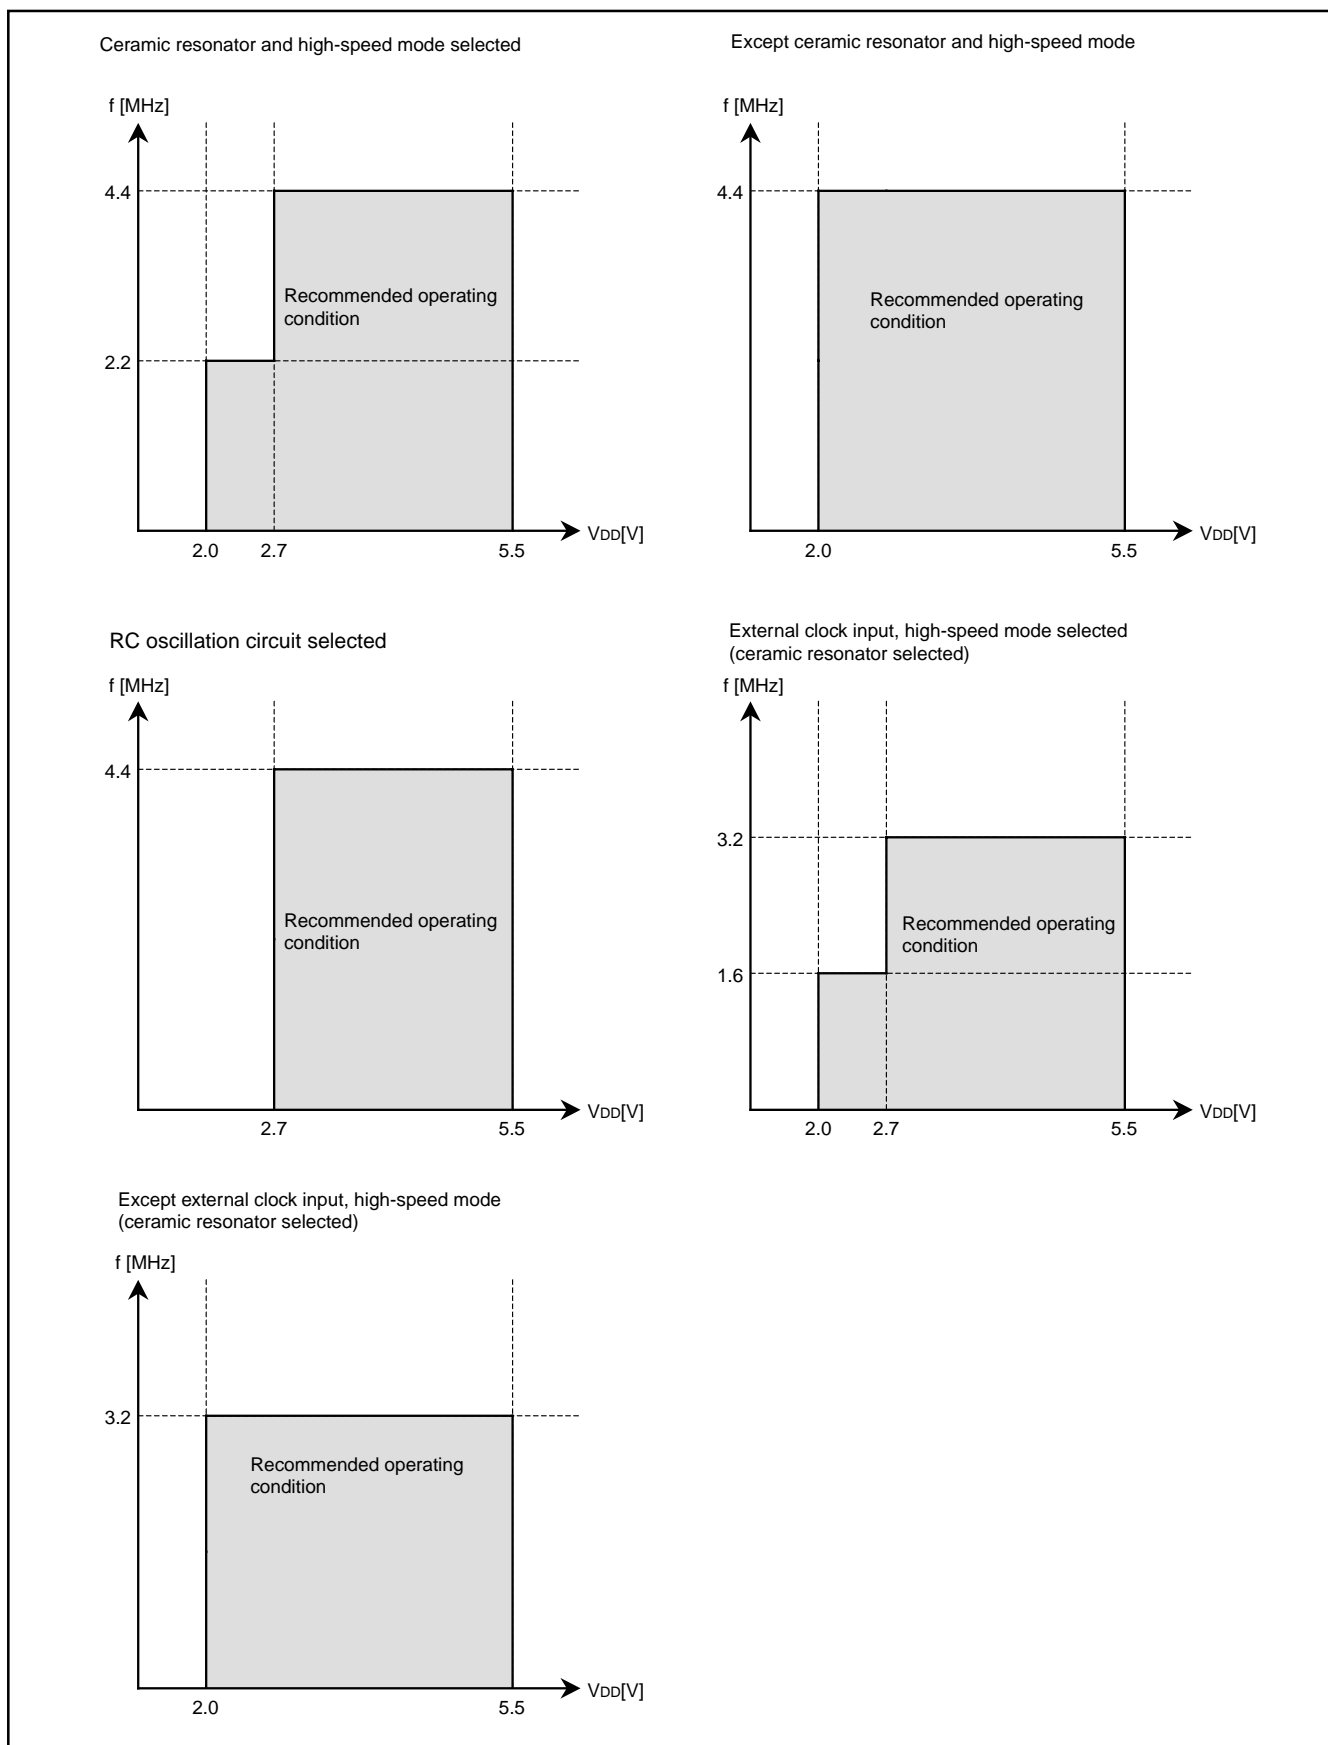 Ceramic resonator and high-speed mode selected
f [MHz]
4.4
Recommended operating
condition
2.2
VDD[V]
2.0 2.7 5.5
Except ceramic resonator and high-speed mode
f [MHz]
4.4
Recommended operating
condition
VDD[V]
2.0 5.5
RC oscillation circuit selected
f [MHz]
4.4
Recommended operating
condition
VDD[V]
2.7 5.5
External clock input, high-speed mode selected
(ceramic resonator selected)
f [MHz]
3.2
Recommended operating
condition
1.6
VDD[V]
2.0 2.7 5.5
Except external clock input, high-speed mode
(ceramic resonator selected)
f [MHz]
3.2
Recommended operating
condition
VDD[V]
2.0 5.5